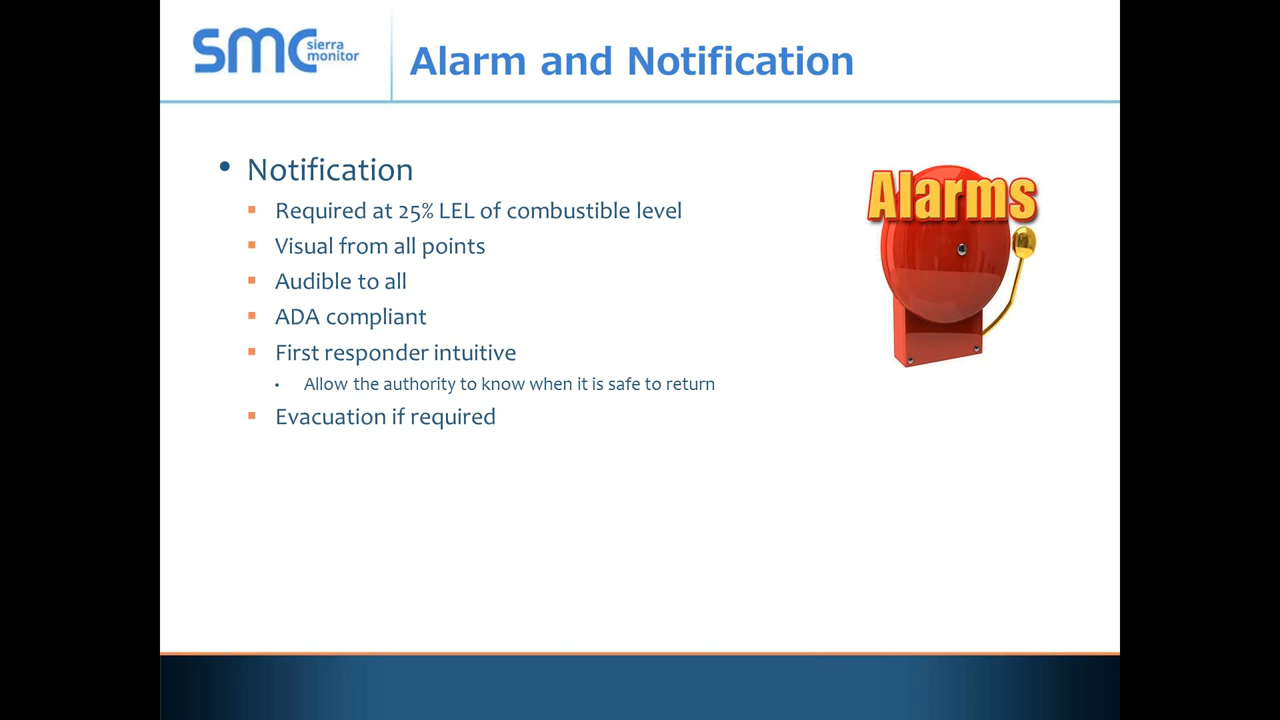 SMC sierra monitor
Alarm and Notification
• Notification
▪ Required at 25% LEL of combustible level
▪ Visual from all points
▪ Audible to all
▪ ADA compliant
▪ First responder intuitive
• Allow the authority to know when it is safe to return
▪ Evacuation if required
Alarms